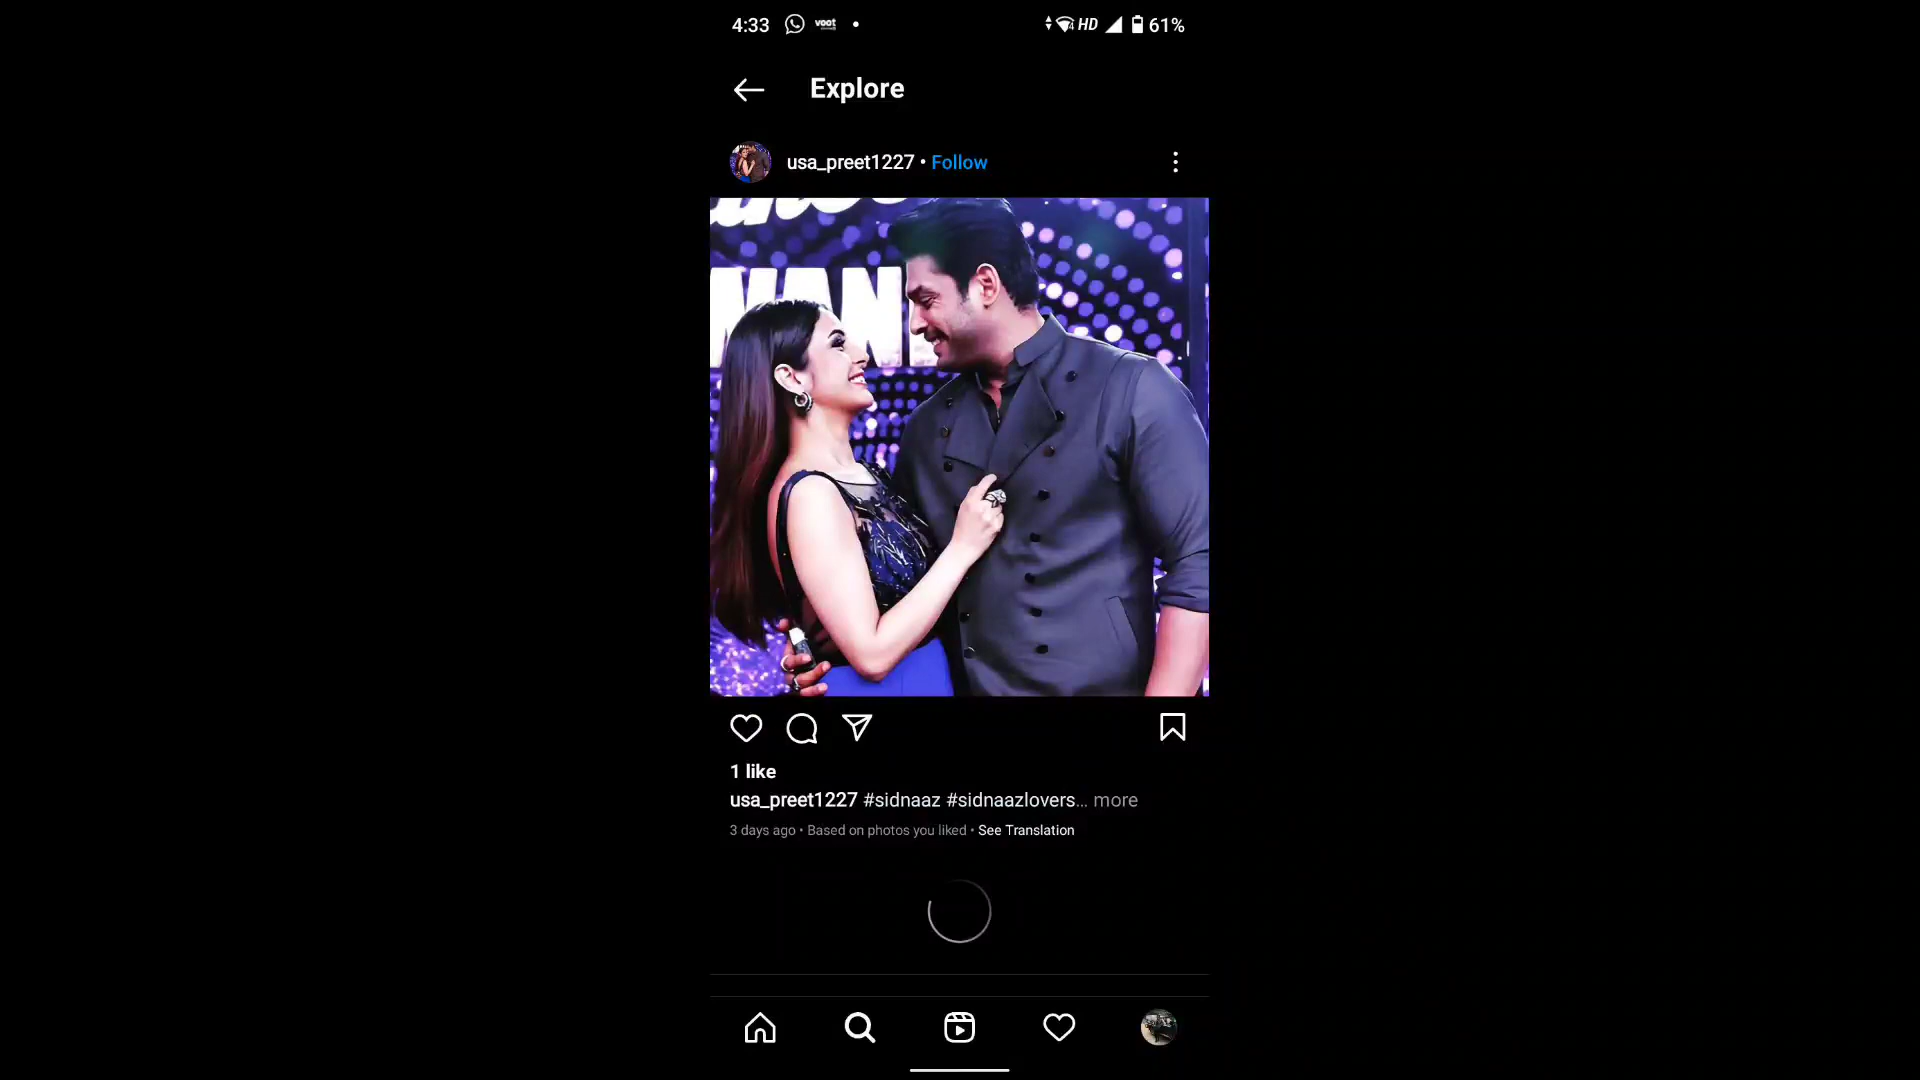 4:33 voot HD 61%
Explore
usa_preet1227 • Follow
1 like
usa_preet1227 #sidnaaz #sidnaazlovers... more
3 days ago • Based on photos you liked • See Translation